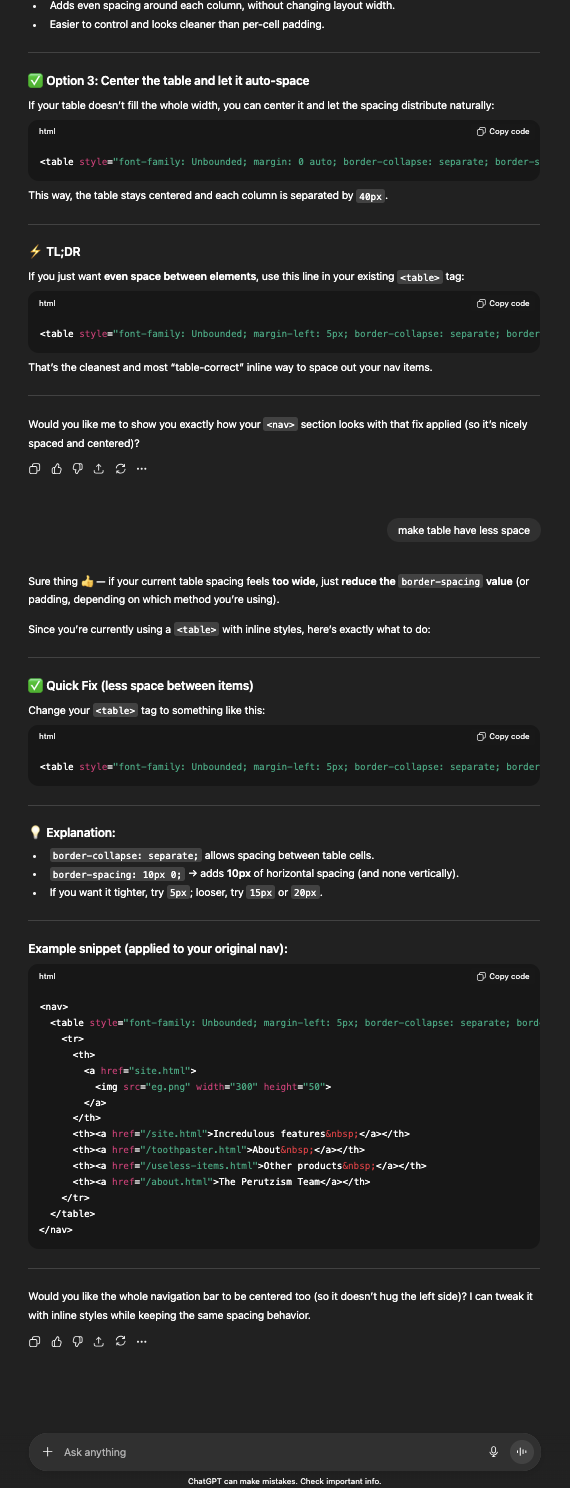 • Adds even spacing around each column, without changing layout width.
• Easier to control and looks cleaner than per-cell padding.
✅ Option 3: Center the table and let it auto-space
If your table doesn’t fill the whole width, you can center it and let the spacing distribute naturally:
html
Copy code
<table style="font-family: Unbounded; margin: 0 auto; border-collapse: separate; border-s
This way, the table stays centered and each column is separated by 40px.
⚡ TL;DR
If you just want even space between elements, use this line in your existing <table> tag:
html
Copy code
<table style="font-family: Unbounded; margin-left: 5px; border-collapse: separate; border
That’s the cleanest and most “table-correct” inline way to space out your nav items.
Would you like me to show you exactly how your <nav> section looks with that fix applied (so it’s nicely
spaced and centered)?
make table have less space
Sure thing 👍 — if your current table spacing feels too wide, just reduce the border-spacing value (or
padding, depending on which method you’re using).
Since you’re currently using a <table> with inline styles, here’s exactly what to do:
✅ Quick Fix (less space between items)
Change your <table> tag to something like this:
html
Copy code
<table style="font-family: Unbounded; margin-left: 5px; border-collapse: separate; border
💡 Explanation:
• border-collapse: separate; allows spacing between table cells.
• border-spacing: 10px 0; → adds 10px of horizontal spacing (and none vertically).
• If you want it tighter, try 5px; looser, try 15px or 20px.
Example snippet (applied to your original nav):
html
Copy code
<nav>
<table style="font-family: Unbounded; margin-left: 5px; border-collapse: separate; bord
<tr>
<th>
<a href="site.html">
<img src="eg.png" width="300" height="50">
</a>
</th>
<th><a href="/site.html">Incredulous features&nbsp;</a></th>
<th><a href="/toothpaster.html">About&nbsp;</a></th>
<th><a href="/useless-items.html">Other products&nbsp;</a></th>
<th><a href="/about.html">The Perutzism Team</a></th>
</tr>
</table>
</nav>
Would you like the whole navigation bar to be centered too (so it doesn’t hug the left side)? I can tweak it
with inline styles while keeping the same spacing behavior.
Ask anything
ChatGPT can make mistakes. Check important info.